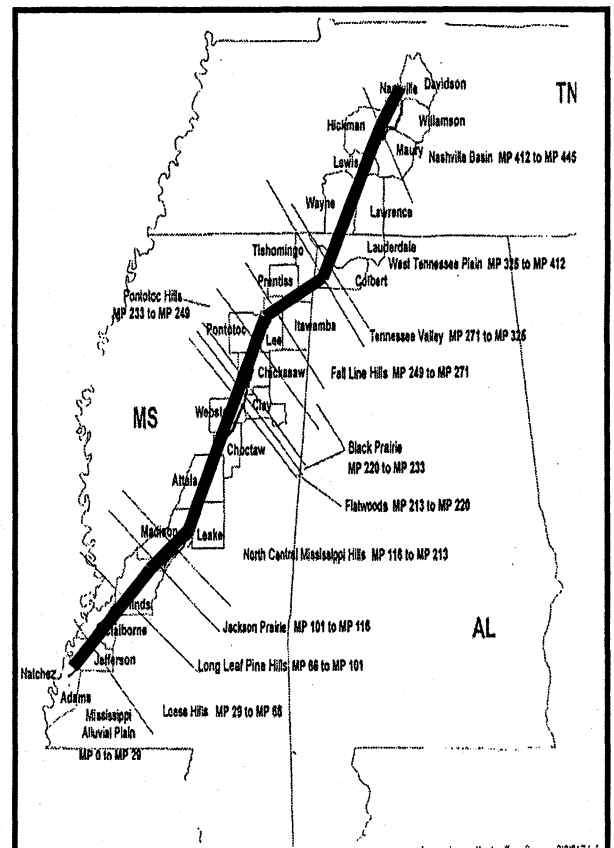 Nashville
Davidson
TN
Williamson
Hickman
Maury
Nashville Basin MP 412 to MP 445
Lewis
Wayne
Lawrence
Lauderdale
West Tennessee Plain MP 325 to MP 412
Tishomingo
Colbert
Prentiss
Pontotoc Hills
MP 233 to MP 249
Itawamba
Tennessee Valley MP 271 to MP 325
Pontotoc
Lee
Fall Line Hills MP 249 to MP 271
Chickasaw
MS
Clay
Choctaw
Black Prairie
MP 220 to MP 233
Attala
Flatwoods MP 213 to MP 220
Madison
Leake
North Central Mississippi Hills MP 116 to MP 213
AL
Jackson Prairie MP 101 to MP 116
Claiborne
Long Leaf Pine Hills MP 66 to MP 101
Jefferson
Natchez
Adams
Loess Hills MP 29 to MP 66
Mississippi
Alluvial Plain
MP 0 to MP 29